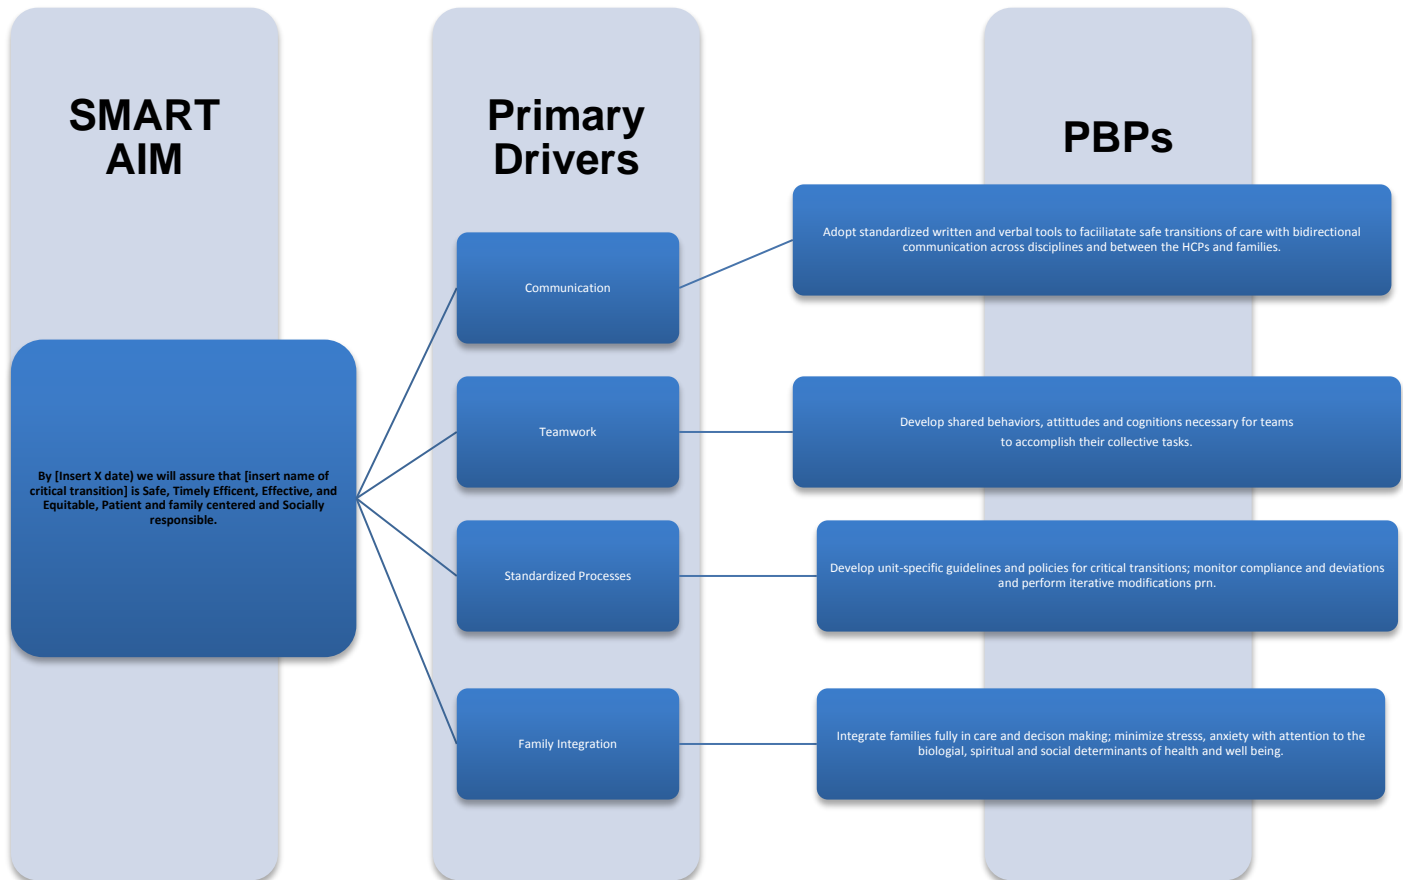 SMART
AIM
Primary
Drivers
PBPs
By [Insert X date) we will assure that [insert name of
critical transition] is Safe, Timely Efficent, Effective, and
Equitable, Patient and family centered and Socially
responsible.
Communication
Adopt standardized written and verbal tools to faciiliatate safe transitions of care with bidirectional
communication across disciplines and between the HCPs and families.
Teamwork
Develop shared behaviors, attittudes and cognitions necessary for teams
to accomplish their collective tasks.
Standardized Processes
Develop unit-specific guidelines and policies for critical transitions; monitor compliance and deviations
and perform iterative modifications prn.
Family Integration
Integrate families fully in care and decison making; minimize stresss, anxiety with attention to the
biologial, spiritual and social determinants of health and well being.